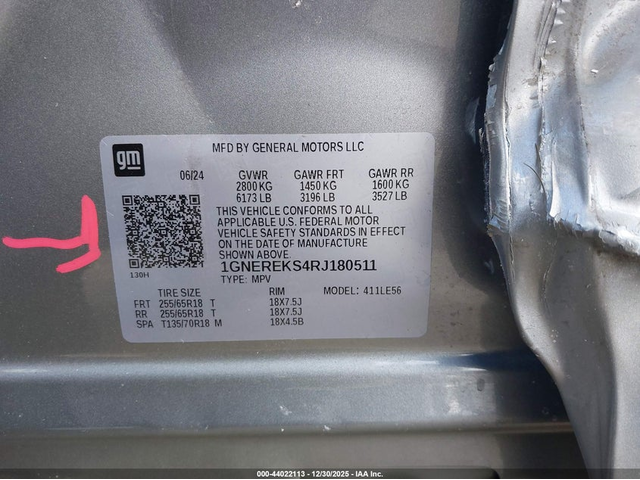 gm
MFD BY GENERAL MOTORS LLC
06/24 GVWR GAWR FRT GAWR RR
2800 KG 1450 KG 1600 KG
6173 LB 3196 LB 3527 LB
THIS VEHICLE CONFORMS TO ALL
APPLICABLE U.S. FEDERAL MOTOR
VEHICLE SAFETY STANDARDS IN EFFECT
ON THE DATE OF MANUFACTURE
SHOWN ABOVE.
130H 1GNEREKS4RJ180511
TYPE: MPV MODEL: 411LE56
TIRE SIZE RIM
FRT 255/65R18 T 18X7.5J
RR 255/65R18 T 18X7.5J
SPA T135/70R18 M 18X4.5B
000-44022113 - 12/30/2025 - IAA Inc.